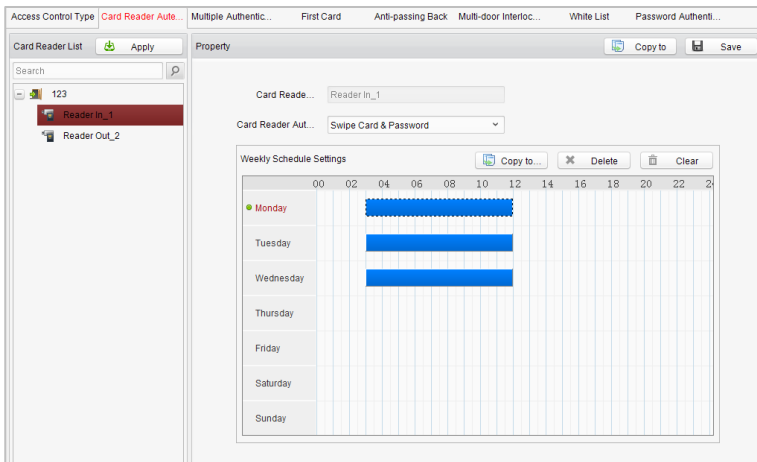 Access Control Type Card Reader Aute... Multiple Authentic... First Card Anti-passing Back Multi-door Interloc... White List Password Authenti...
Card Reader List Apply
Search
123
Reader In_1
Reader Out_2
Property Copy to Save
Card Reade... Reader In_1
Card Reader Aut... Swipe Card & Password
Weekly Schedule Settings Copy to... Delete Clear
00 02 04 06 08 10 12 14 16 18 20 22 2
Monday
Tuesday
Wednesday
Thursday
Friday
Saturday
Sunday